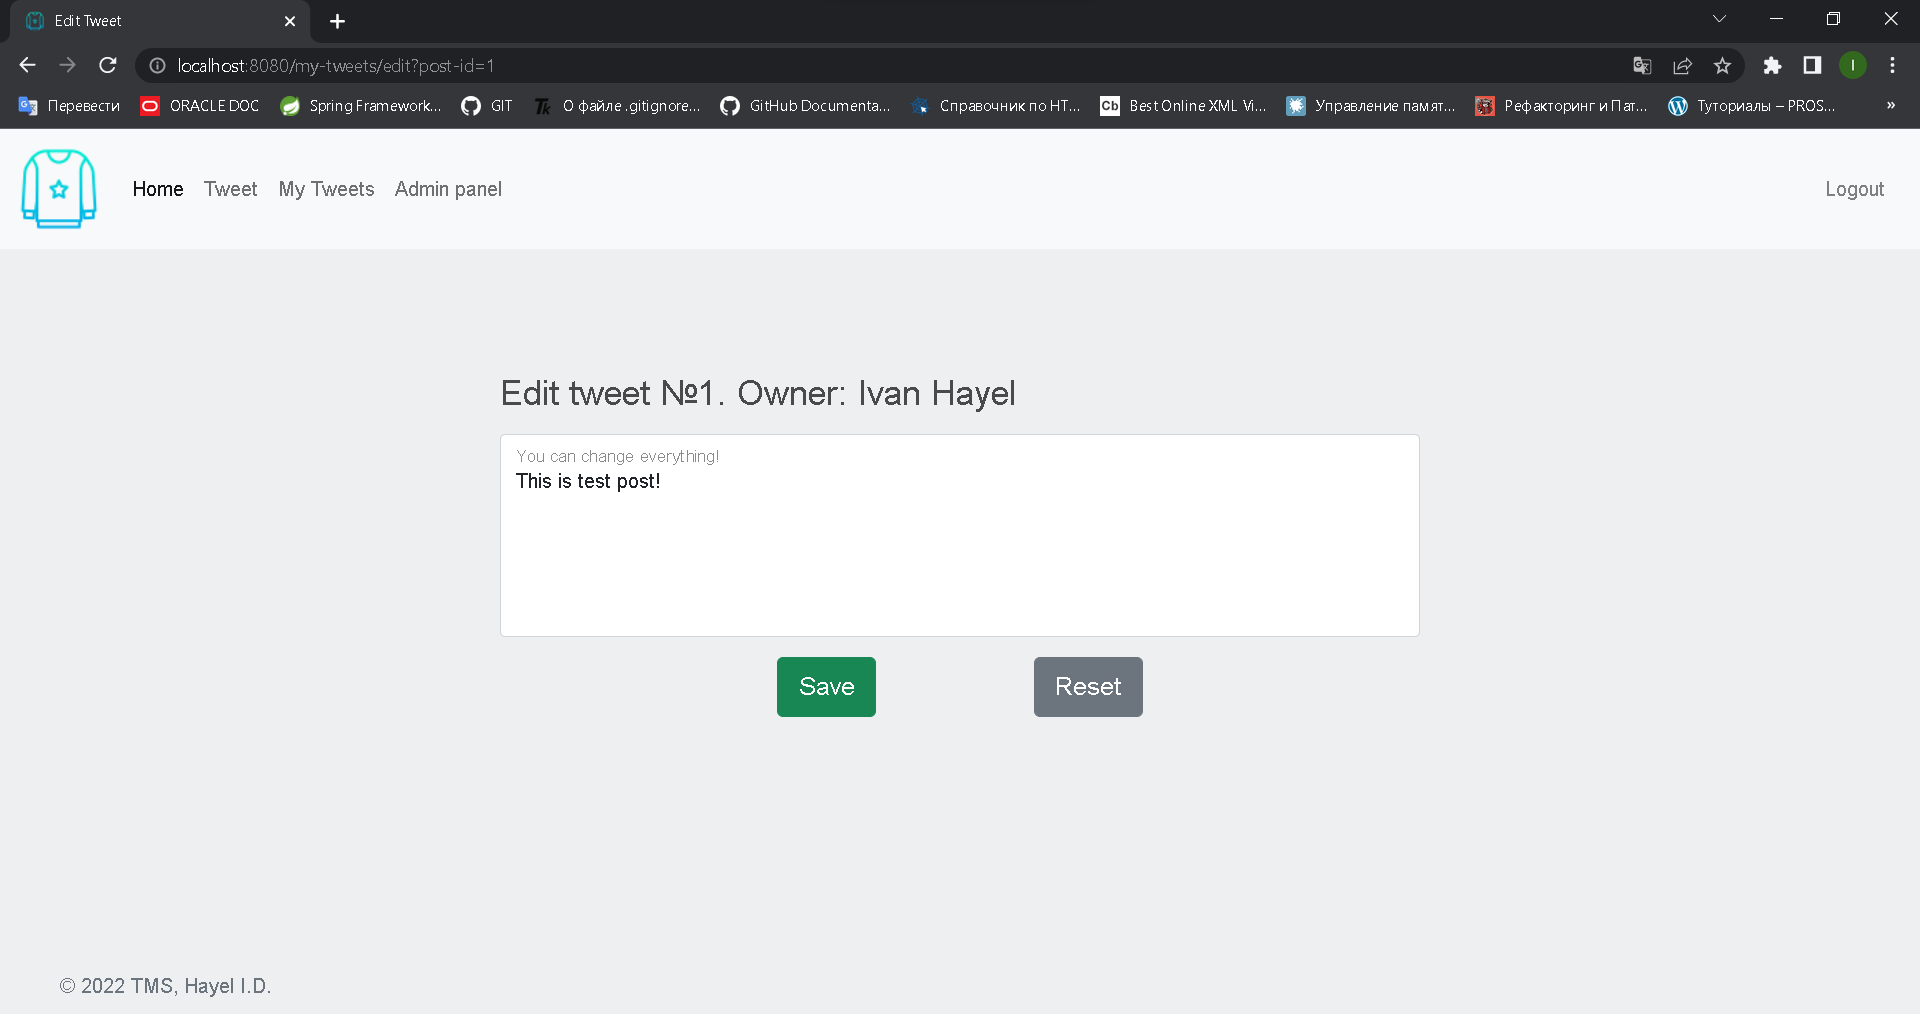 Edit Tweet
localhost:8080/my-tweets/edit?post-id=1
I
Перевести ORACLE DOC Spring Framework... GIT Tk О файле .gitignore... GitHub Documenta... Справочник по HT... Cb Best Online XML Vi... Управление памят... Рефакторинг и Пат... Туториалы – PROS... »
Home Tweet My Tweets Admin panel Logout
Edit tweet №1. Owner: Ivan Hayel
You can change everything!
This is test post!
Save Reset
© 2022 TMS, Hayel I.D.